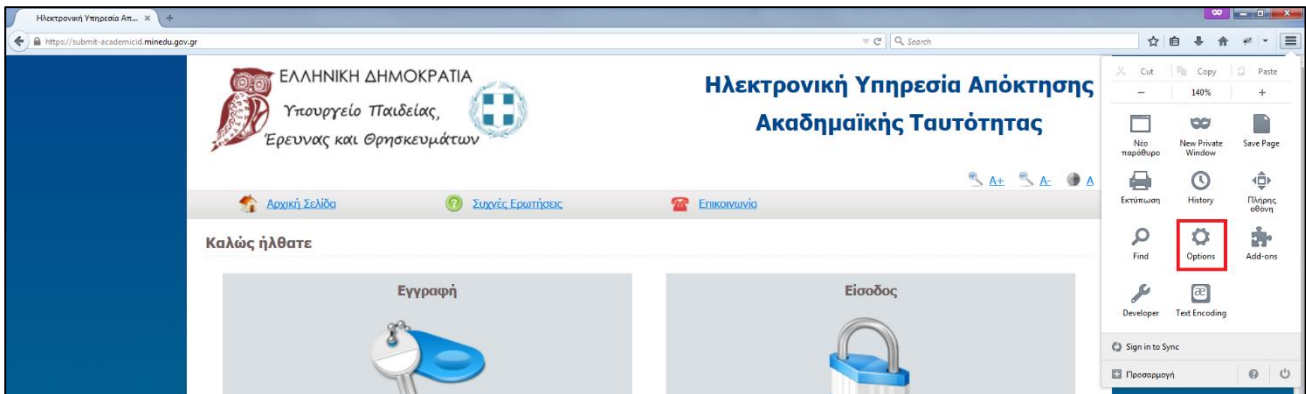 Ηλεκτρονική Υπηρεσία Απ...
https://submit-academicid.minedu.gov.gr
Search
ΕΛΛΗΝΙΚΗ ΔΗΜΟΚΡΑΤΙΑ
Υπουργείο Παιδείας,
Έρευνας και Θρησκευμάτων
Ηλεκτρονική Υπηρεσία Απόκτησης
Ακαδημαϊκής Ταυτότητας
A+ A- A
Αρχική Σελίδα Συχνές Ερωτήσεις Επικοινωνία
Καλώς ήλθατε
Εγγραφή Είσοδος
Cut Copy Paste
− 140% +
Νέο παράθυρο New Private Window Save Page
Εκτύπωση History Πλήρης οθόνη
Find Options Add-ons
Developer Text Encoding
Sign in to Sync
Προσαρμογή